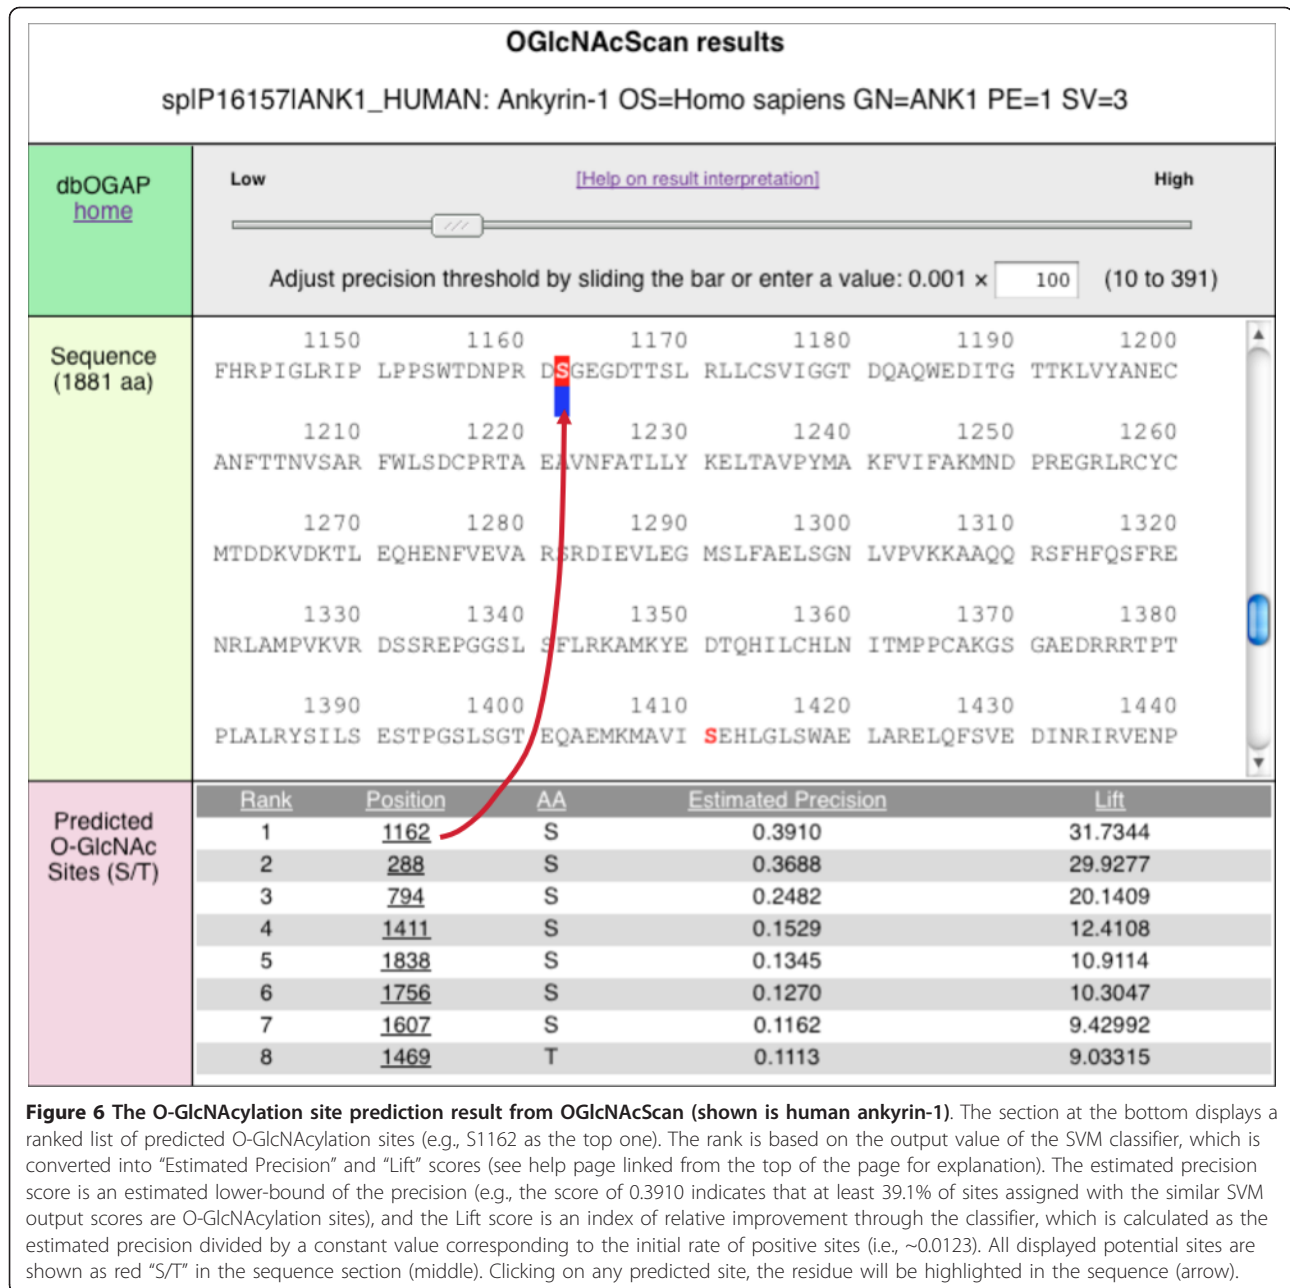 OGlcNAcScan results
sp|P16157|ANK1_HUMAN: Ankyrin-1 OS=Homo sapiens GN=ANK1 PE=1 SV=3
dbOGAP
home
Low [Help on result interpretation] High
Adjust precision threshold by sliding the bar or enter a value: 0.001 × 100 (10 to 391)
Sequence
(1881 aa)
1150 1160 1170 1180 1190 1200
FHRPIGLRIP LPPSWTDNPR DSGEGDTTSL RLLCSVIGGT DQAQWEDITG TTKLVYANEC
1210 1220 1230 1240 1250 1260
ANFTTNVSAR FWLSDCPRTA EAVNFATLLY KELTAVPYMA KFVIFAKMND PREGRLRCYC
1270 1280 1290 1300 1310 1320
MTDDKVDKTL EQHENFVEVA RSRDIEVLEG MSLFAELSGN LVPVKKAAQQ RSFHFQSFRE
1330 1340 1350 1360 1370 1380
NRLAMPVKVR DSSREPGGSL SFLRKAMKYE DTQHILCHLN ITMPPCAKGS GAEDRRRTPT
1390 1400 1410 1420 1430 1440
PLALRYSILS ESTPGSLSGT EQAEMKMAVI SEHLGLSWAE LARELQFSVE DINRIRVENP
Predicted
O-GlcNAc
Sites (S/T)
Rank Position AA Estimated Precision Lift
1 1162 S 0.3910 31.7344
2 288 S 0.3688 29.9277
3 794 S 0.2482 20.1409
4 1411 S 0.1529 12.4108
5 1838 S 0.1345 10.9114
6 1756 S 0.1270 10.3047
7 1607 S 0.1162 9.42992
8 1469 T 0.1113 9.03315
Figure 6 The O-GlcNAcylation site prediction result from OGlcNAcScan (shown is human ankyrin-1). The section at the bottom displays a
ranked list of predicted O-GlcNAcylation sites (e.g., S1162 as the top one). The rank is based on the output value of the SVM classifier, which is
converted into "Estimated Precision" and "Lift" scores (see help page linked from the top of the page for explanation). The estimated precision
score is an estimated lower-bound of the precision (e.g., the score of 0.3910 indicates that at least 39.1% of sites assigned with the similar SVM
output scores are O-GlcNAcylation sites), and the Lift score is an index of relative improvement through the classifier, which is calculated as the
estimated precision divided by a constant value corresponding to the initial rate of positive sites (i.e., ~0.0123). All displayed potential sites are
shown as red "S/T" in the sequence section (middle). Clicking on any predicted site, the residue will be highlighted in the sequence (arrow).